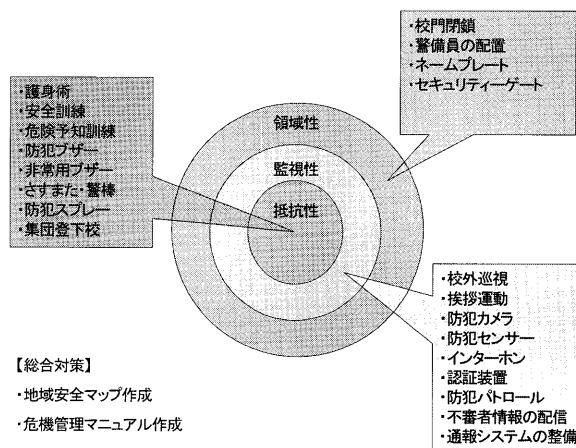 ・校門閉鎖
・警備員の配置
・ネームプレート
・セキュリティーゲート
・護身術
・安全訓練
・危険予知訓練
・防犯ブザー
・非常用ブザー
・さすまた・警棒
・防犯スプレー
・集団登下校
領域性
監視性
抵抗性
・校外巡視
・挨拶運動
・防犯カメラ
・防犯センサー
・インターホン
・認証装置
・防犯パトロール
・不審者情報の配信
・通報システムの整備
【総合対策】
・地域安全マップ作成
・危機管理マニュアル作成